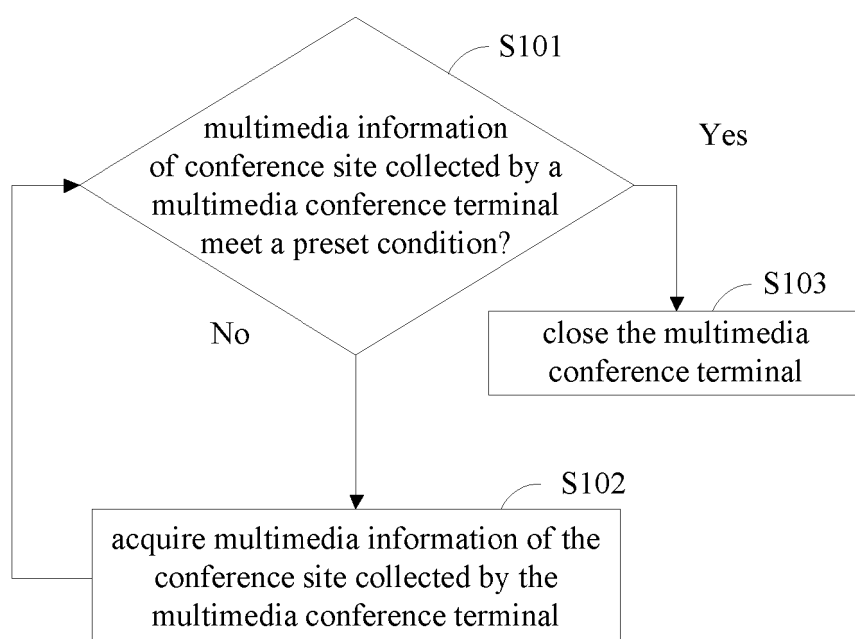 S101
multimedia information
of conference site collected by a
multimedia conference terminal
meet a preset condition?
Yes
No
S103
close the multimedia
conference terminal
S102
acquire multimedia information of the
conference site collected by the
multimedia conference terminal